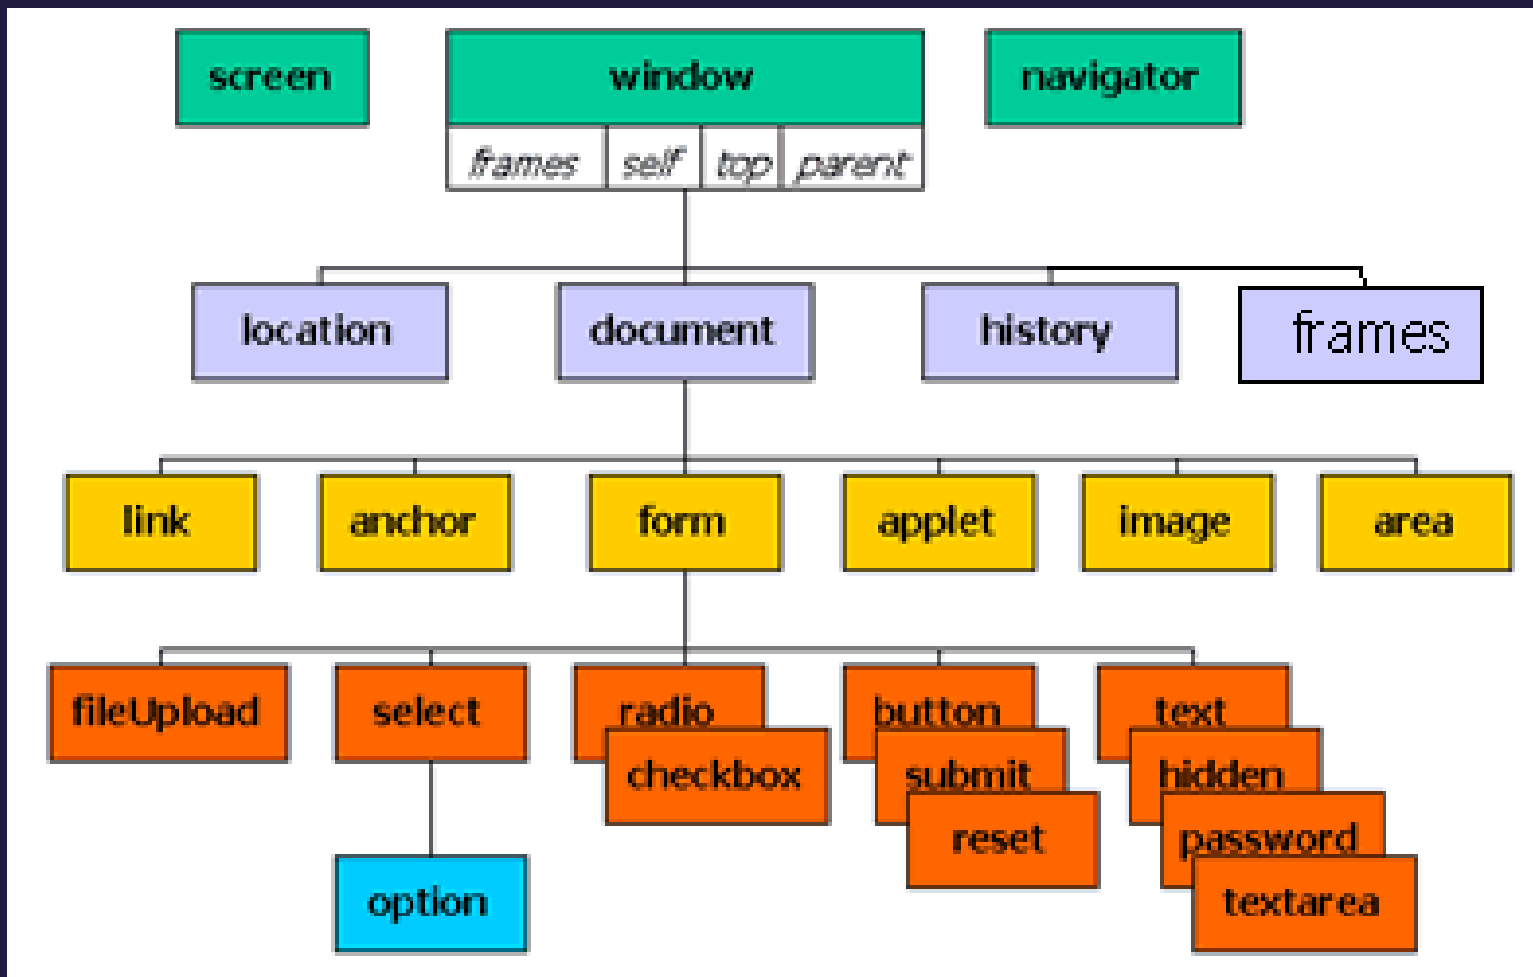 screen window navigator
frames self top parent
location document history frames
link anchor form applet image area
fileUpload select radio button text
checkbox submit hidden
reset password
option textarea